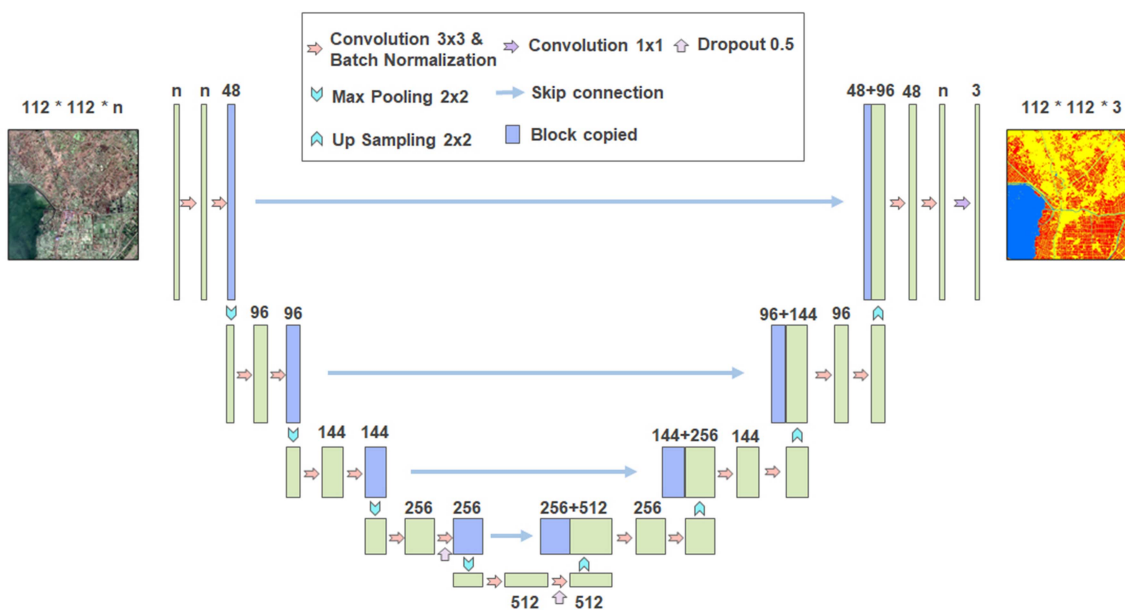 Convolution 3x3 &
Batch Normalization
Convolution 1x1
Dropout 0.5
Max Pooling 2x2
Skip connection
Up Sampling 2x2
Block copied
112 * 112 * n
n n 48
48+96 48 n 3
112 * 112 * 3
96 96
96+144 96
144 144
144+256 144
256 256
256+512 256
512 512